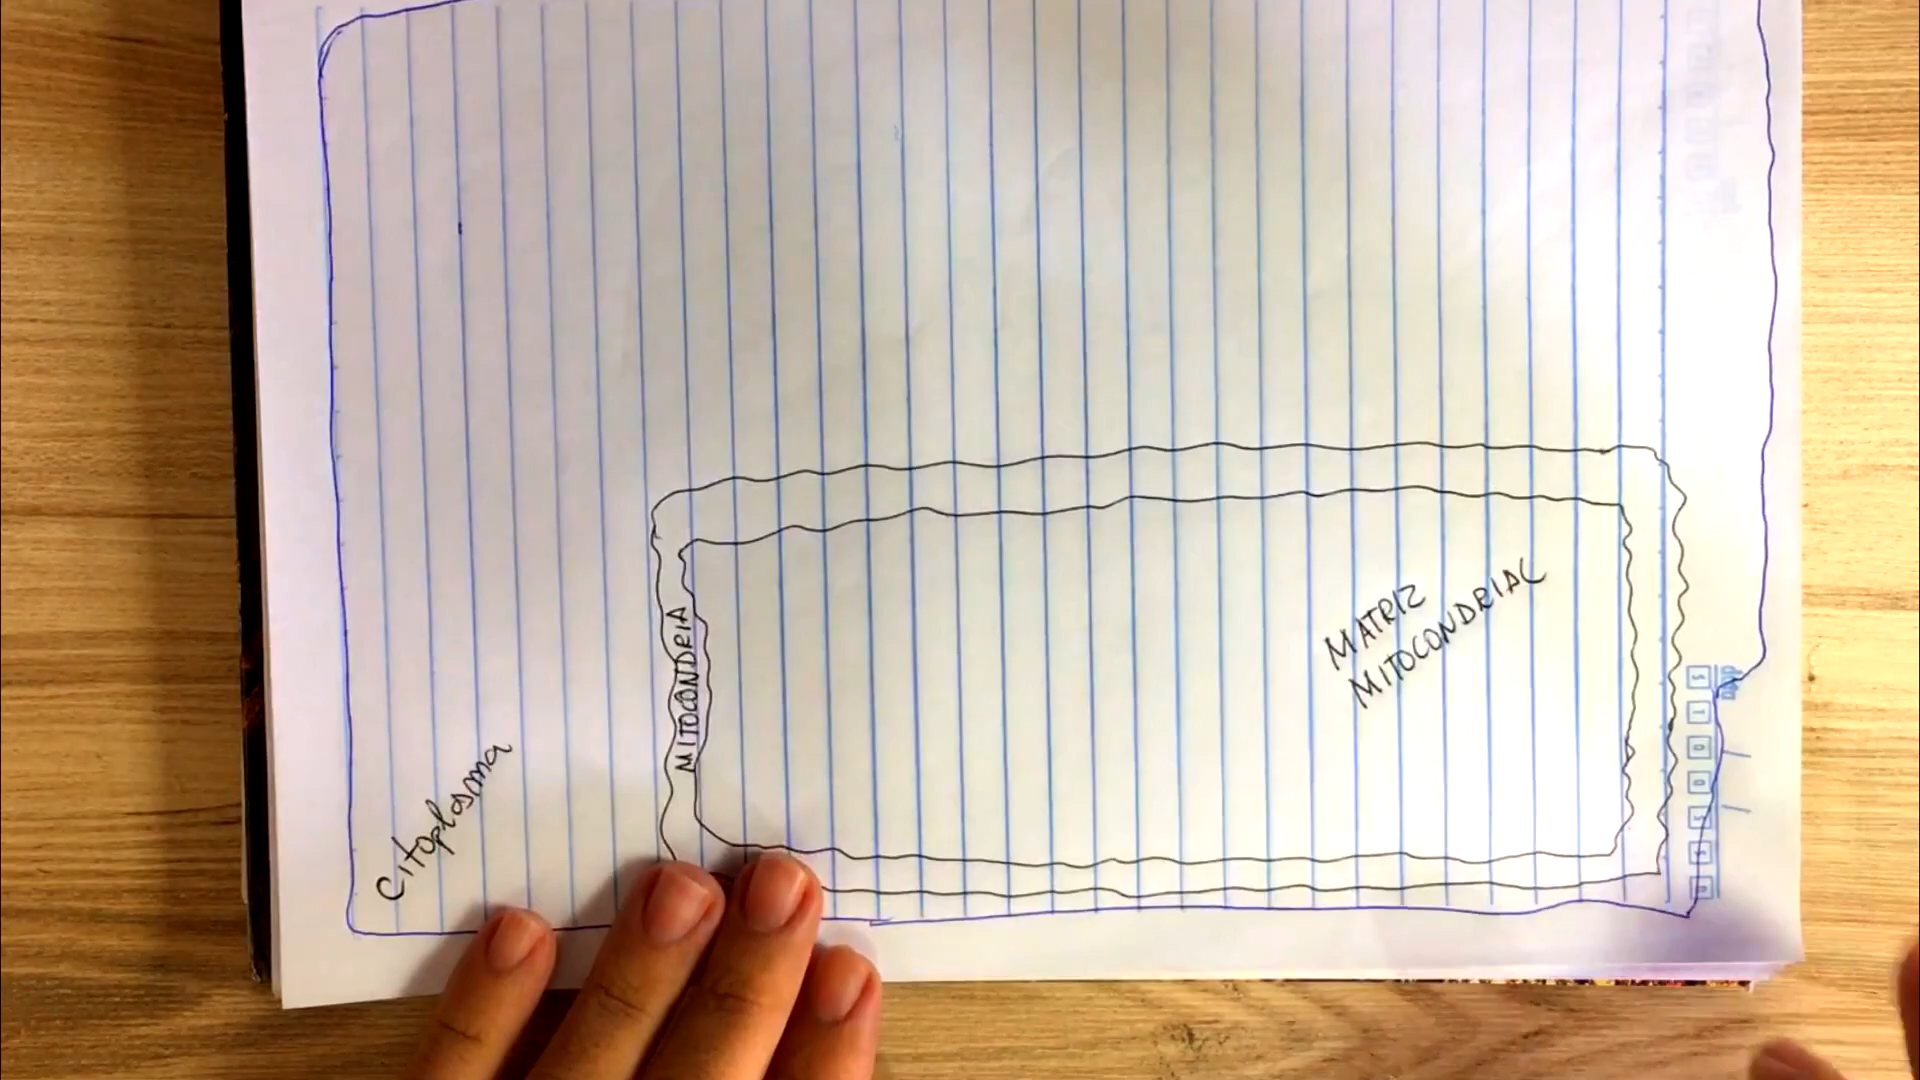 MITOCONDRIA
MATRIZ
MITOCONDRIAL
Citoplasma
S
T
Q
Q
S
S
D